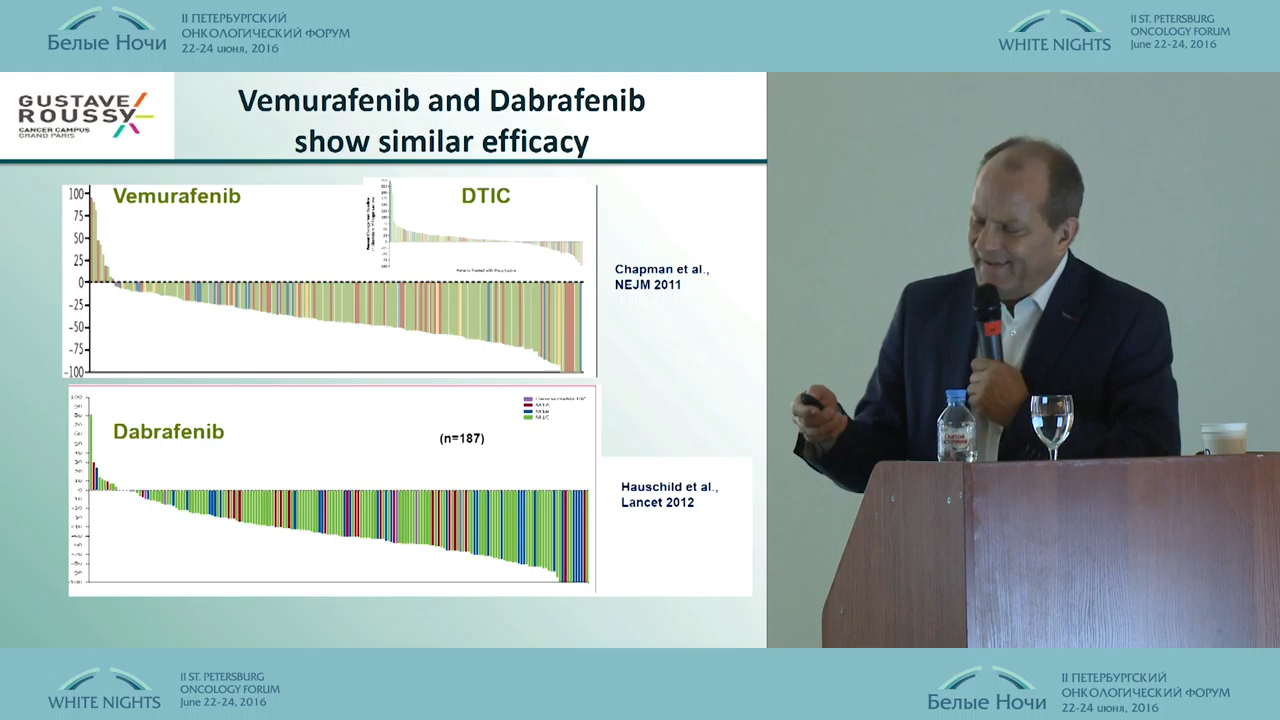 Белые Ночи
II ПЕТЕРБУРГСКИЙ
ОНКОЛОГИЧЕСКИЙ ФОРУМ
22-24 июня, 2016
WHITE NIGHTS
II ST. PETERSBURG
ONCOLOGY FORUM
June 22-24, 2016
GUSTAVE/
ROUSSY
CANCER CAMPUS
GRAND PARIS
Vemurafenib and Dabrafenib
show similar efficacy
Vemurafenib
DTIC
100
75
50
25
0
−25
−50
−75
−100
Chapman et al.,
NEJM 2011
Dabrafenib
(n=187)
Hauschild et al.,
Lancet 2012
WHITE NIGHTS
II ST. PETERSBURG
ONCOLOGY FORUM
June 22-24, 2016
Белые Ночи
II ПЕТЕРБУРГСКИЙ
ОНКОЛОГИЧЕСКИЙ ФОРУМ
22-24 июня, 2016